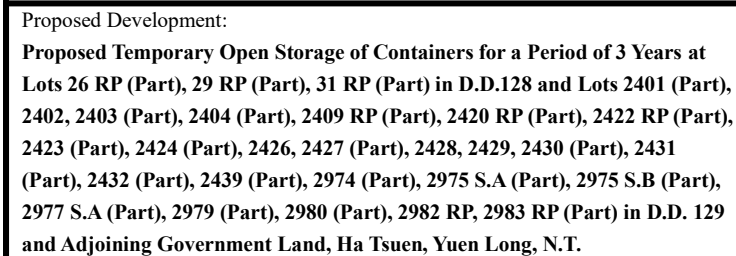 Proposed Development:
Proposed Temporary Open Storage of Containers for a Period of 3 Years at
Lots 26 RP (Part), 29 RP (Part), 31 RP (Part) in D.D.128 and Lots 2401 (Part),
2402, 2403 (Part), 2404 (Part), 2409 RP (Part), 2420 RP (Part), 2422 RP (Part),
2423 (Part), 2424 (Part), 2426, 2427 (Part), 2428, 2429, 2430 (Part), 2431
(Part), 2432 (Part), 2439 (Part), 2974 (Part), 2975 S.A (Part), 2975 S.B (Part),
2977 S.A (Part), 2979 (Part), 2980 (Part), 2982 RP, 2983 RP (Part) in D.D. 129
and Adjoining Government Land, Ha Tsuen, Yuen Long, N.T.